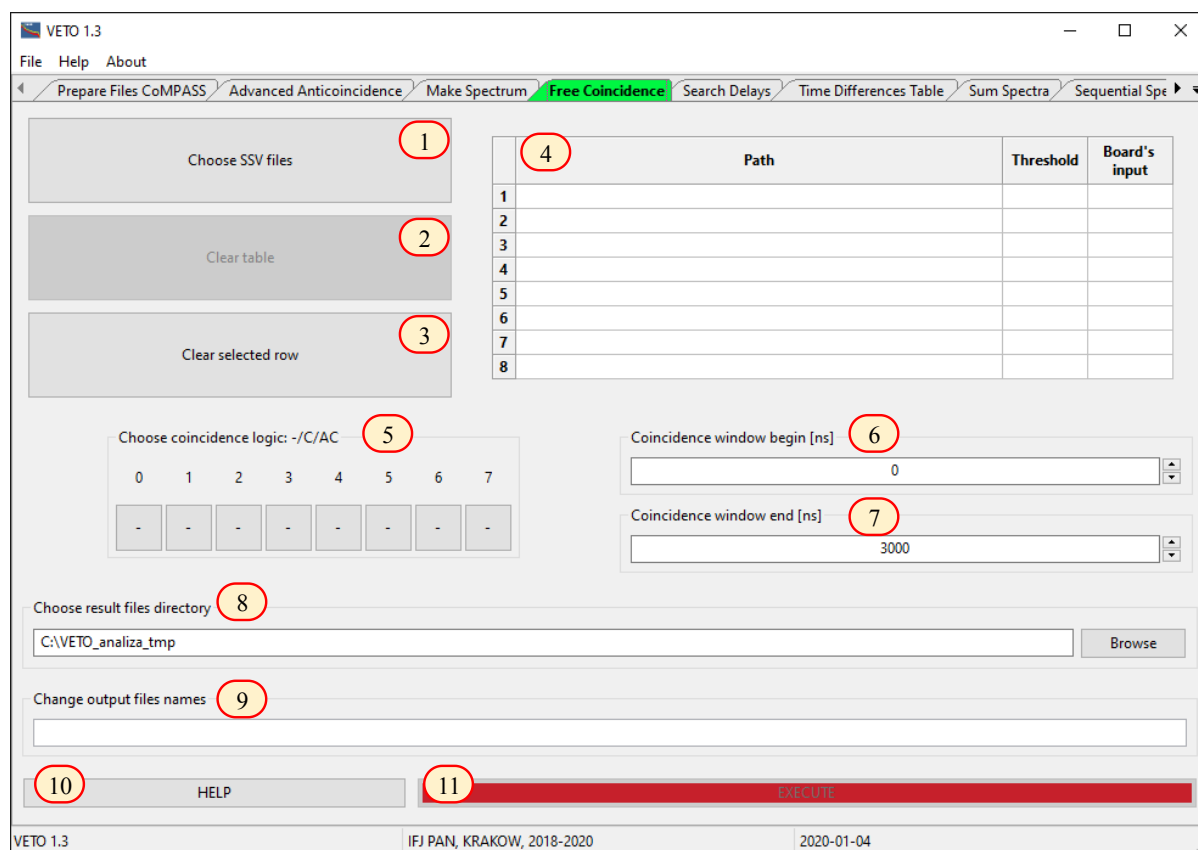 VETO 1.3
File Help About
Prepare Files CoMPASS Advanced Anticoincidence Make Spectrum Free Coincidence Search Delays Time Differences Table Sum Spectra Sequential Spe
Choose SSV files 1
Clear table 2
Clear selected row 3
4 Path Threshold Board's input
1
2
3
4
5
6
7
8
Choose coincidence logic: -/C/AC 5
0 1 2 3 4 5 6 7
- - - - - - - -
Coincidence window begin [ns] 6
0
Coincidence window end [ns] 7
3000
Choose result files directory 8
C:\VETO_analiza_tmp Browse
Change output files names 9
10 HELP 11 EXECUTE
VETO 1.3 IFJ PAN, KRAKOW, 2018-2020 2020-01-04